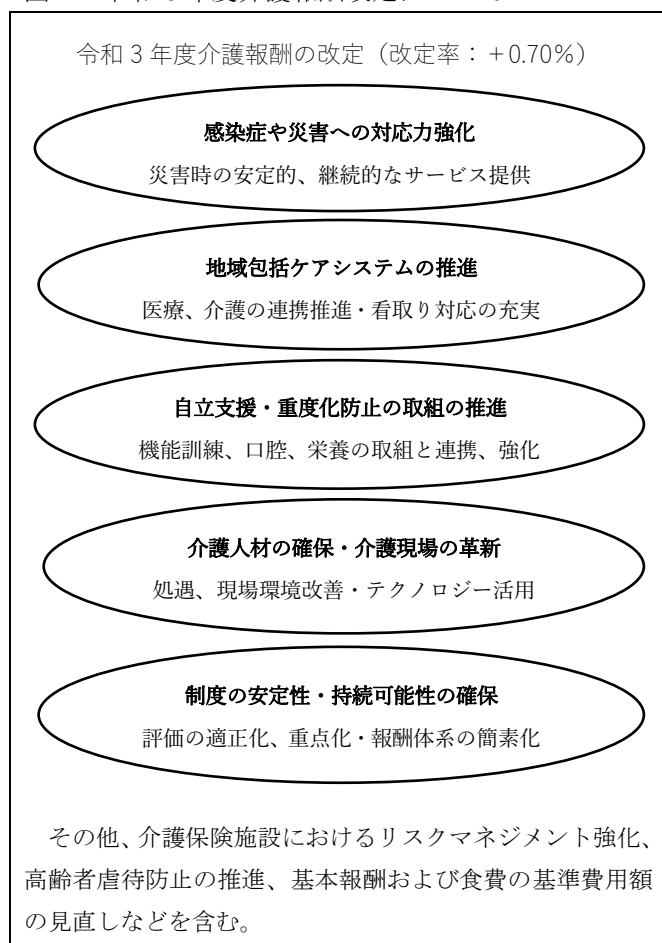 令和３年度介護報酬の改定（改定率：＋0.70％）
感染症や災害への対応力強化
災害時の安定的、継続的なサービス提供
地域包括ケアシステムの推進
医療、介護の連携推進・看取り対応の充実
自立支援・重度化防止の取組の推進
機能訓練、口腔、栄養の取組と連携、強化
介護人材の確保・介護現場の革新
処遇、現場環境改善・テクノロジー活用
制度の安定性・持続可能性の確保
評価の適正化、重点化・報酬体系の簡素化
その他、介護保険施設におけるリスクマネジメント強化、
高齢者虐待防止の推進、基本報酬および食費の基準費用額
の見直しなどを含む。